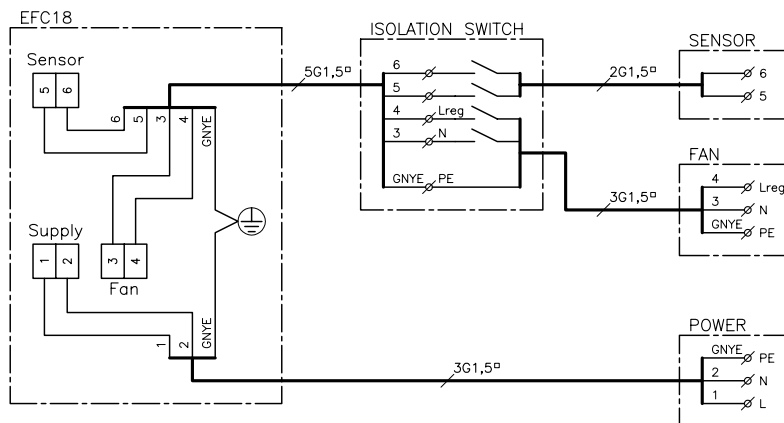 EFC18
Sensor
5 6
6 5 3 4 GNYE
Supply
1 2
3 4
Fan
1 2 GNYE
5G1,5¤
ISOLATION SWITCH
6
5
4 Lreg
3 N
GNYE PE
2G1,5¤
SENSOR
6
5
3G1,5¤
FAN
4 Lreg
3 N
GNYE PE
3G1,5¤
POWER
GNYE PE
2 N
1 L